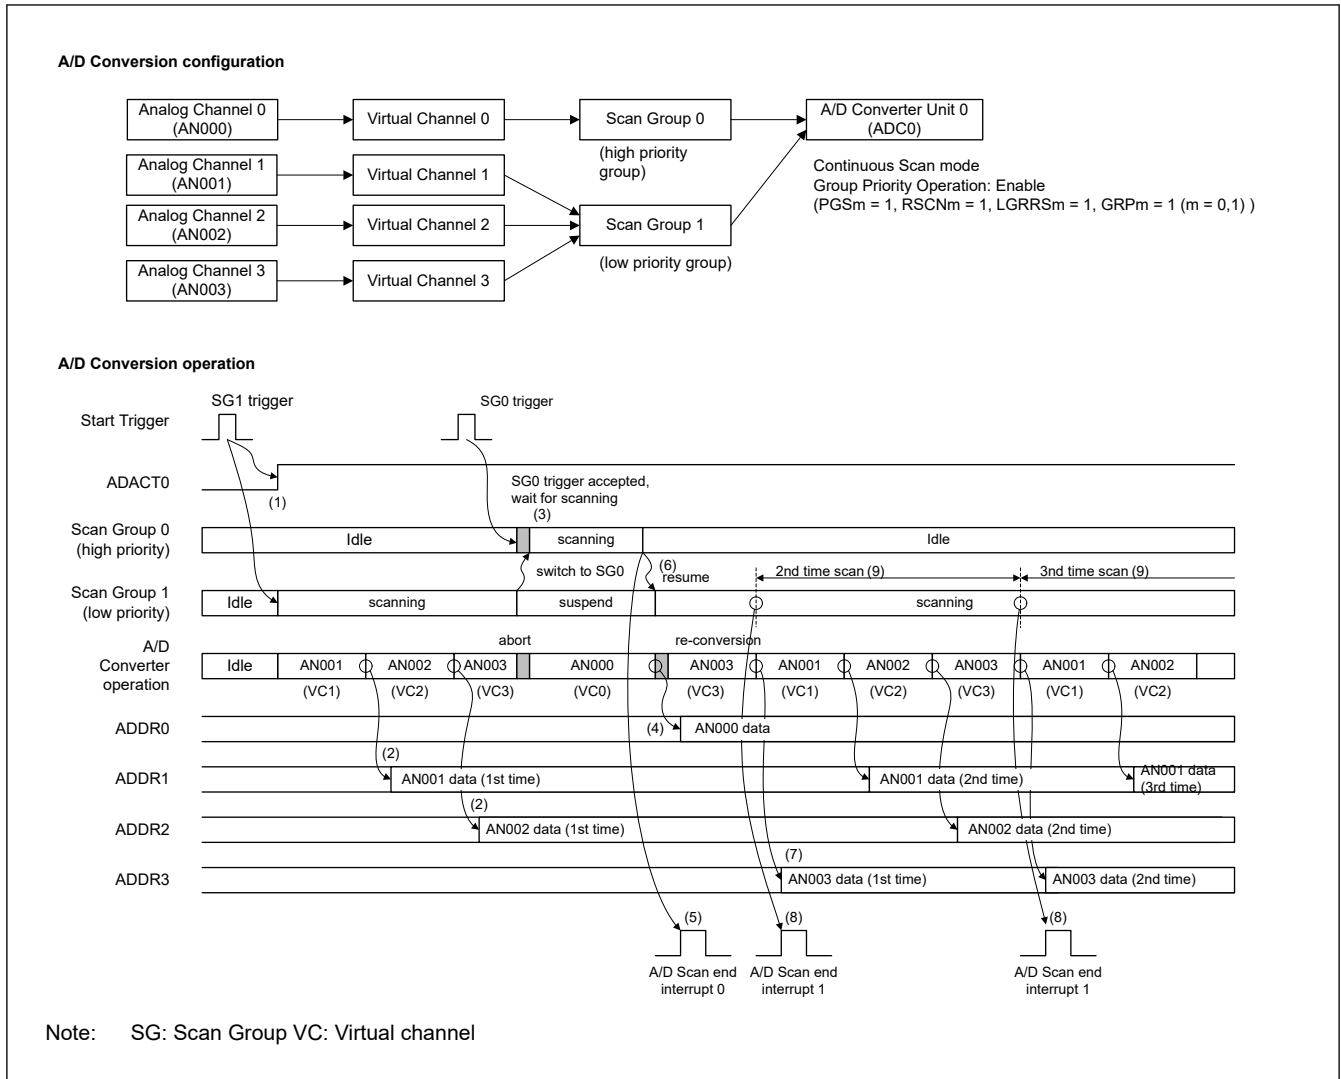 A/D Conversion configuration
Analog Channel 0
(AN000)
Virtual Channel 0
Scan Group 0
A/D Converter Unit 0
(ADC0)
(high priority
group)
Analog Channel 1
(AN001)
Virtual Channel 1
Continuous Scan mode
Group Priority Operation: Enable
(PGSm = 1, RSCNm = 1, LGRRSm = 1, GRPm = 1 (m = 0,1) )
Analog Channel 2
(AN002)
Virtual Channel 2
Scan Group 1
(low priority group)
Analog Channel 3
(AN003)
Virtual Channel 3
A/D Conversion operation
SG1 trigger
SG0 trigger
Start Trigger
ADACT0
(1)
SG0 trigger accepted,
wait for scanning
(3)
Scan Group 0
(high priority)
Idle
scanning
Idle
switch to SG0
(6)
resume
2nd time scan (9)
3nd time scan (9)
Scan Group 1
(low priority)
Idle
scanning
suspend
scanning
abort
re-conversion
A/D
Converter
operation
Idle
AN001
AN002
AN003
AN000
AN003
AN001
AN002
AN003
AN001
AN002
(VC1)
(VC2)
(VC3)
(VC0)
(VC3)
(VC1)
(VC2)
(VC3)
(VC1)
(VC2)
ADDR0
(4)
AN000 data
(2)
ADDR1
AN001 data (1st time)
AN001 data (2nd time)
AN001 data
(3rd time)
(2)
ADDR2
AN002 data (1st time)
AN002 data (2nd time)
(7)
ADDR3
AN003 data (1st time)
AN003 data (2nd time)
(5)
(8)
(8)
A/D Scan end
interrupt 0
A/D Scan end
interrupt 1
A/D Scan end
interrupt 1
Note: SG: Scan Group VC: Virtual channel